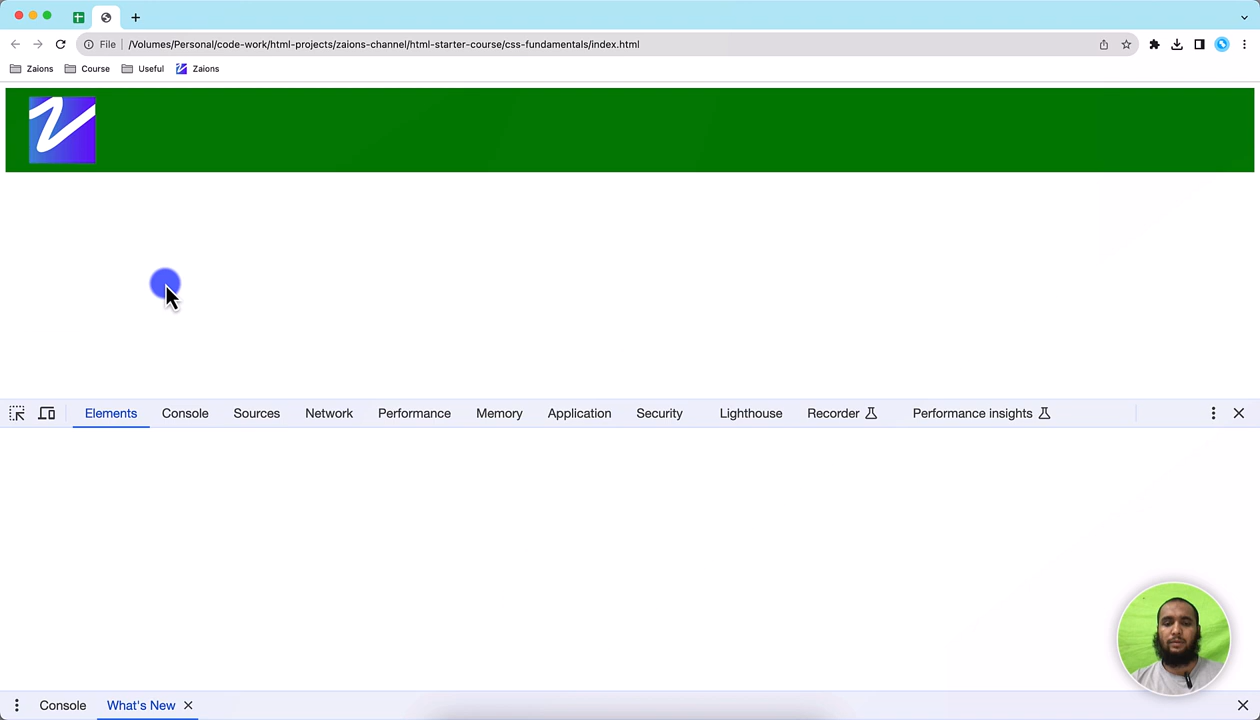 File
/Volumes/Personal/code-work/html-projects/zaions-channel/html-starter-course/css-fundamentals/index.html
Zaions Course Useful Zaions
Elements Console Sources Network Performance Memory Application Security Lighthouse Recorder Performance insights
Console What's New